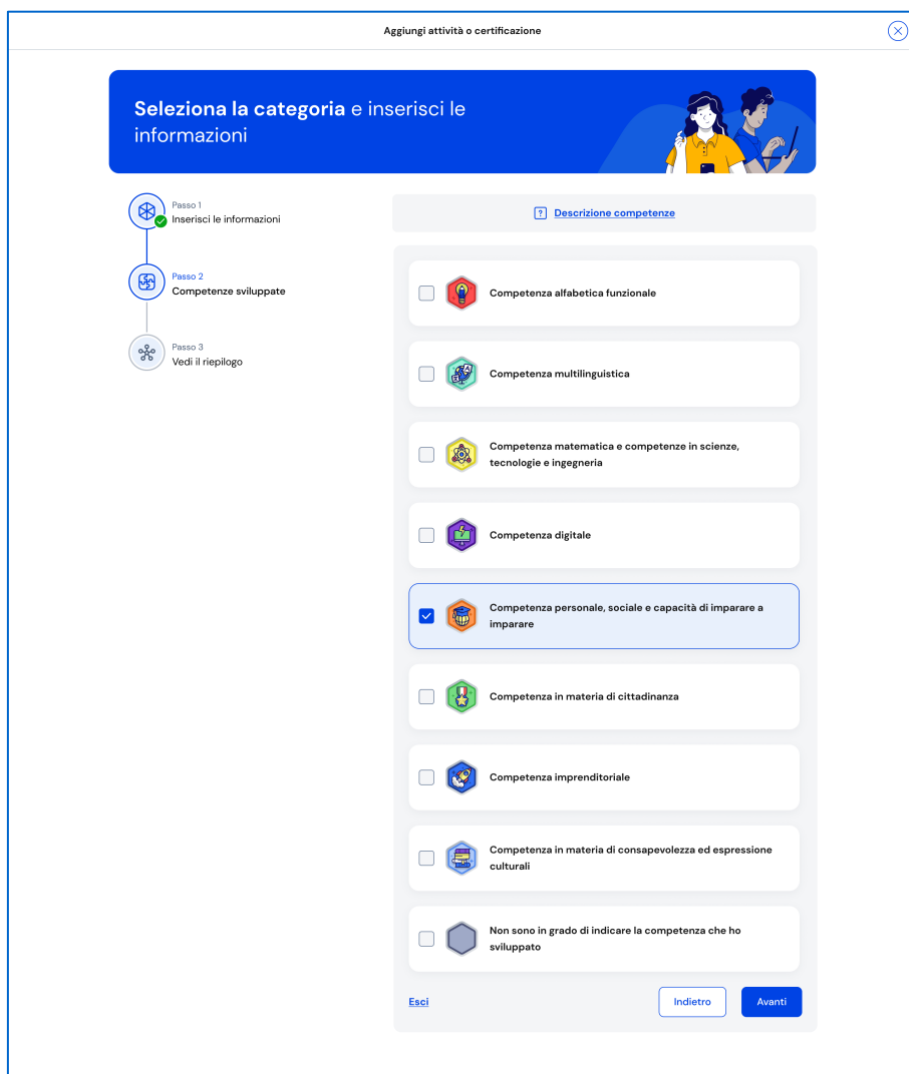 Aggiungi attività o certificazione
Seleziona la categoria e inserisci le
informazioni
Passo 1
Inserisci le informazioni
Passo 2
Competenze sviluppate
Passo 3
Vedi il riepilogo
? Descrizione competenze
Competenza alfabetica funzionale
Competenza multilinguistica
Competenza matematica e competenze in scienze,
tecnologie e ingegneria
Competenza digitale
Competenza personale, sociale e capacità di imparare a
imparare
Competenza in materia di cittadinanza
Competenza imprenditoriale
Competenza in materia di consapevolezza ed espressione
culturali
Non sono in grado di indicare la competenza che ho
sviluppato
Esci
Indietro
Avanti